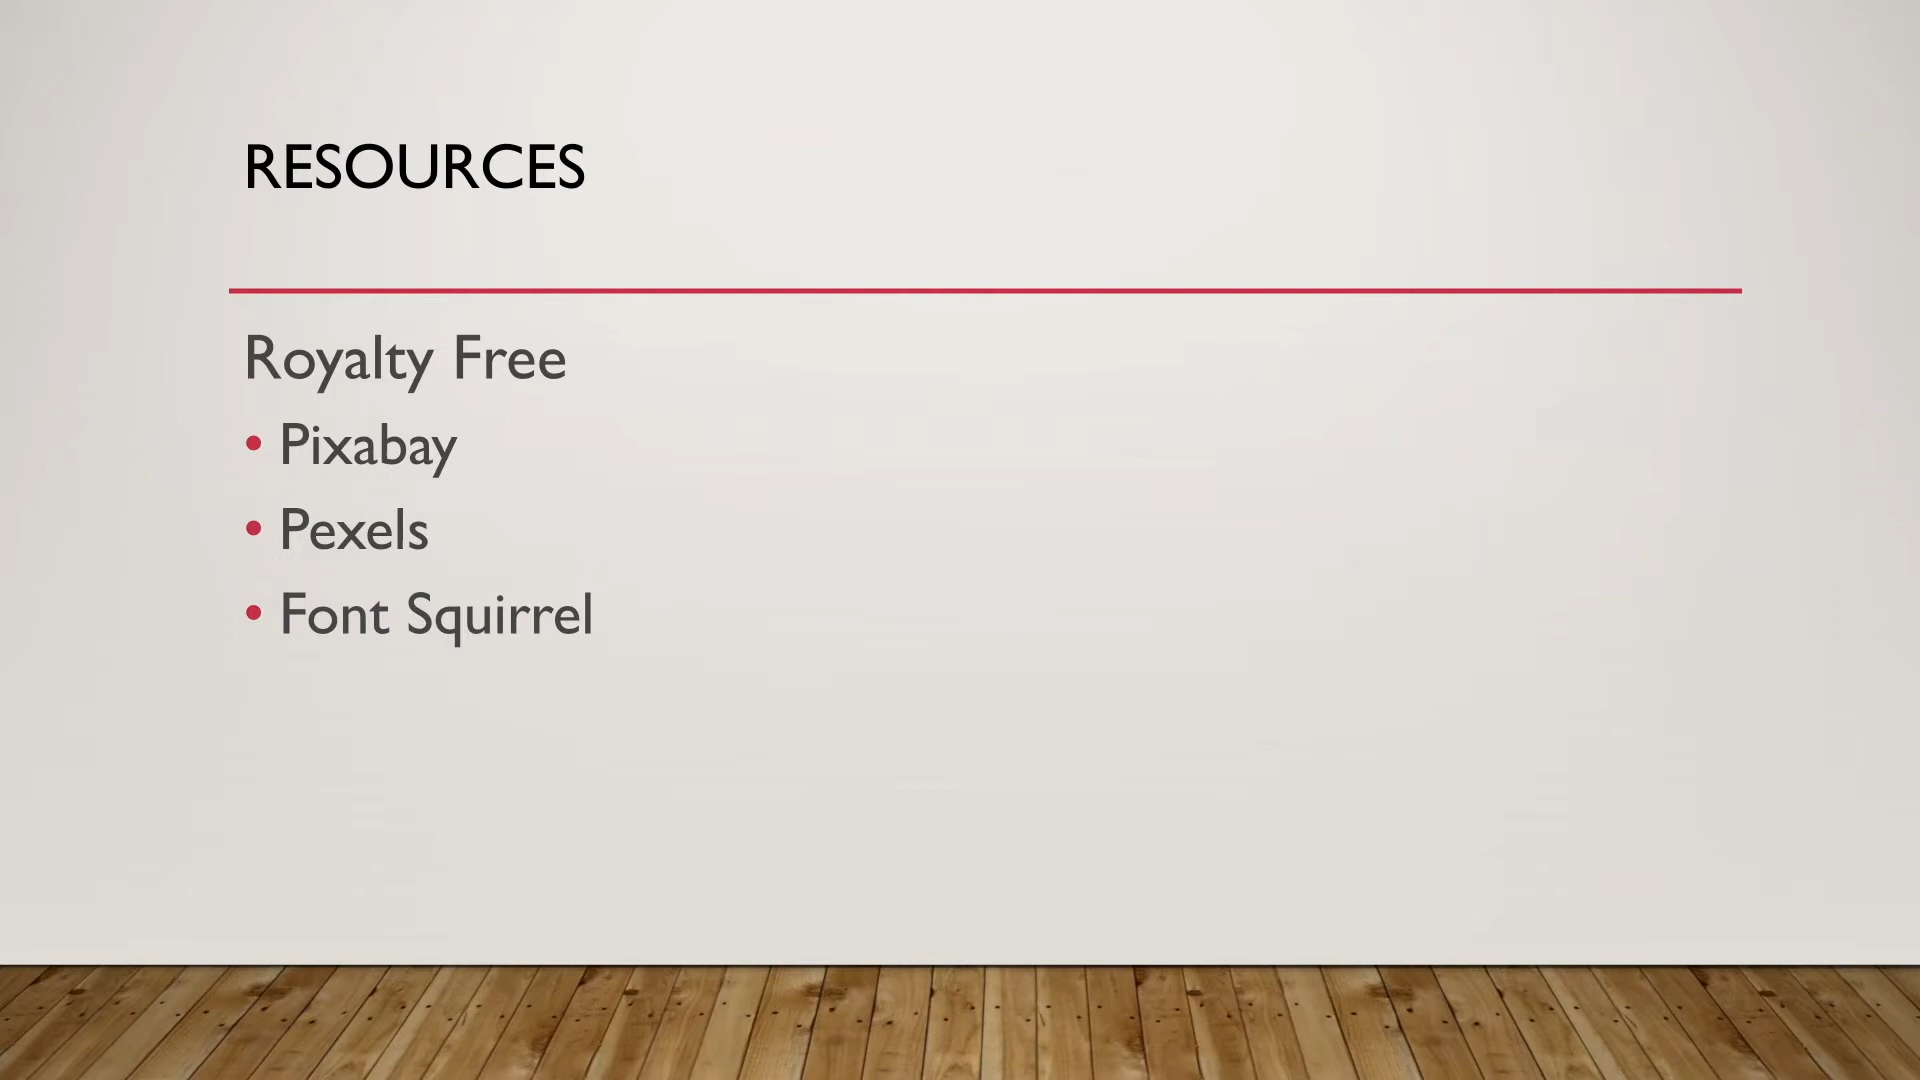 RESOURCES
Royalty Free
• Pixabay
• Pexels
• Font Squirrel